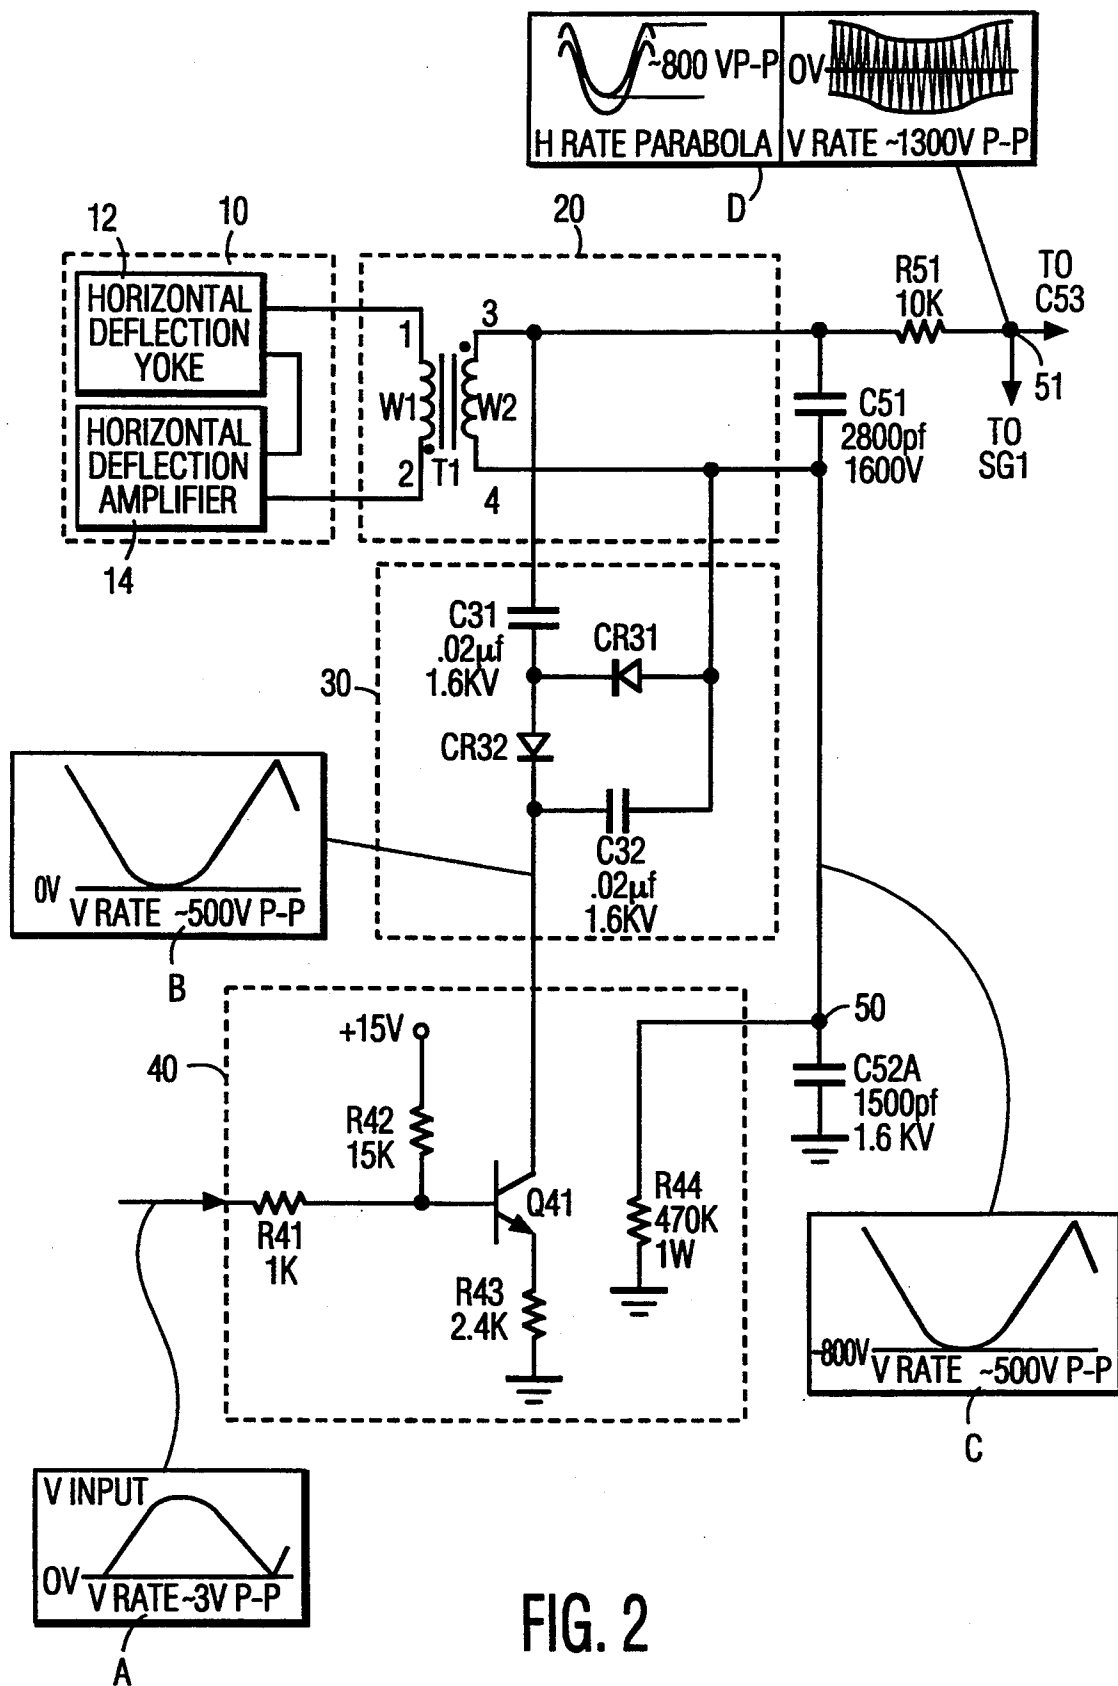 ~800 VP-P
0V
H RATE PARABOLA
V RATE ~1300V P-P
D
12
10
20
HORIZONTAL
DEFLECTION
YOKE
HORIZONTAL
DEFLECTION
AMPLIFIER
14
1
3
W1
W2
2
T1
4
R51
10K
TO
C53
51
TO
SG1
C51
2800pf
1600V
30
C31
.02μf
1.6KV
CR31
CR32
C32
.02μf
1.6KV
0V
V RATE ~500V P-P
B
40
+15V
50
C52A
1500pf
1.6 KV
R42
15K
R41
1K
Q41
R43
2.4K
R44
470K
1W
-800V
V RATE ~500V P-P
C
V INPUT
0V
V RATE~3V P-P
A
FIG. 2